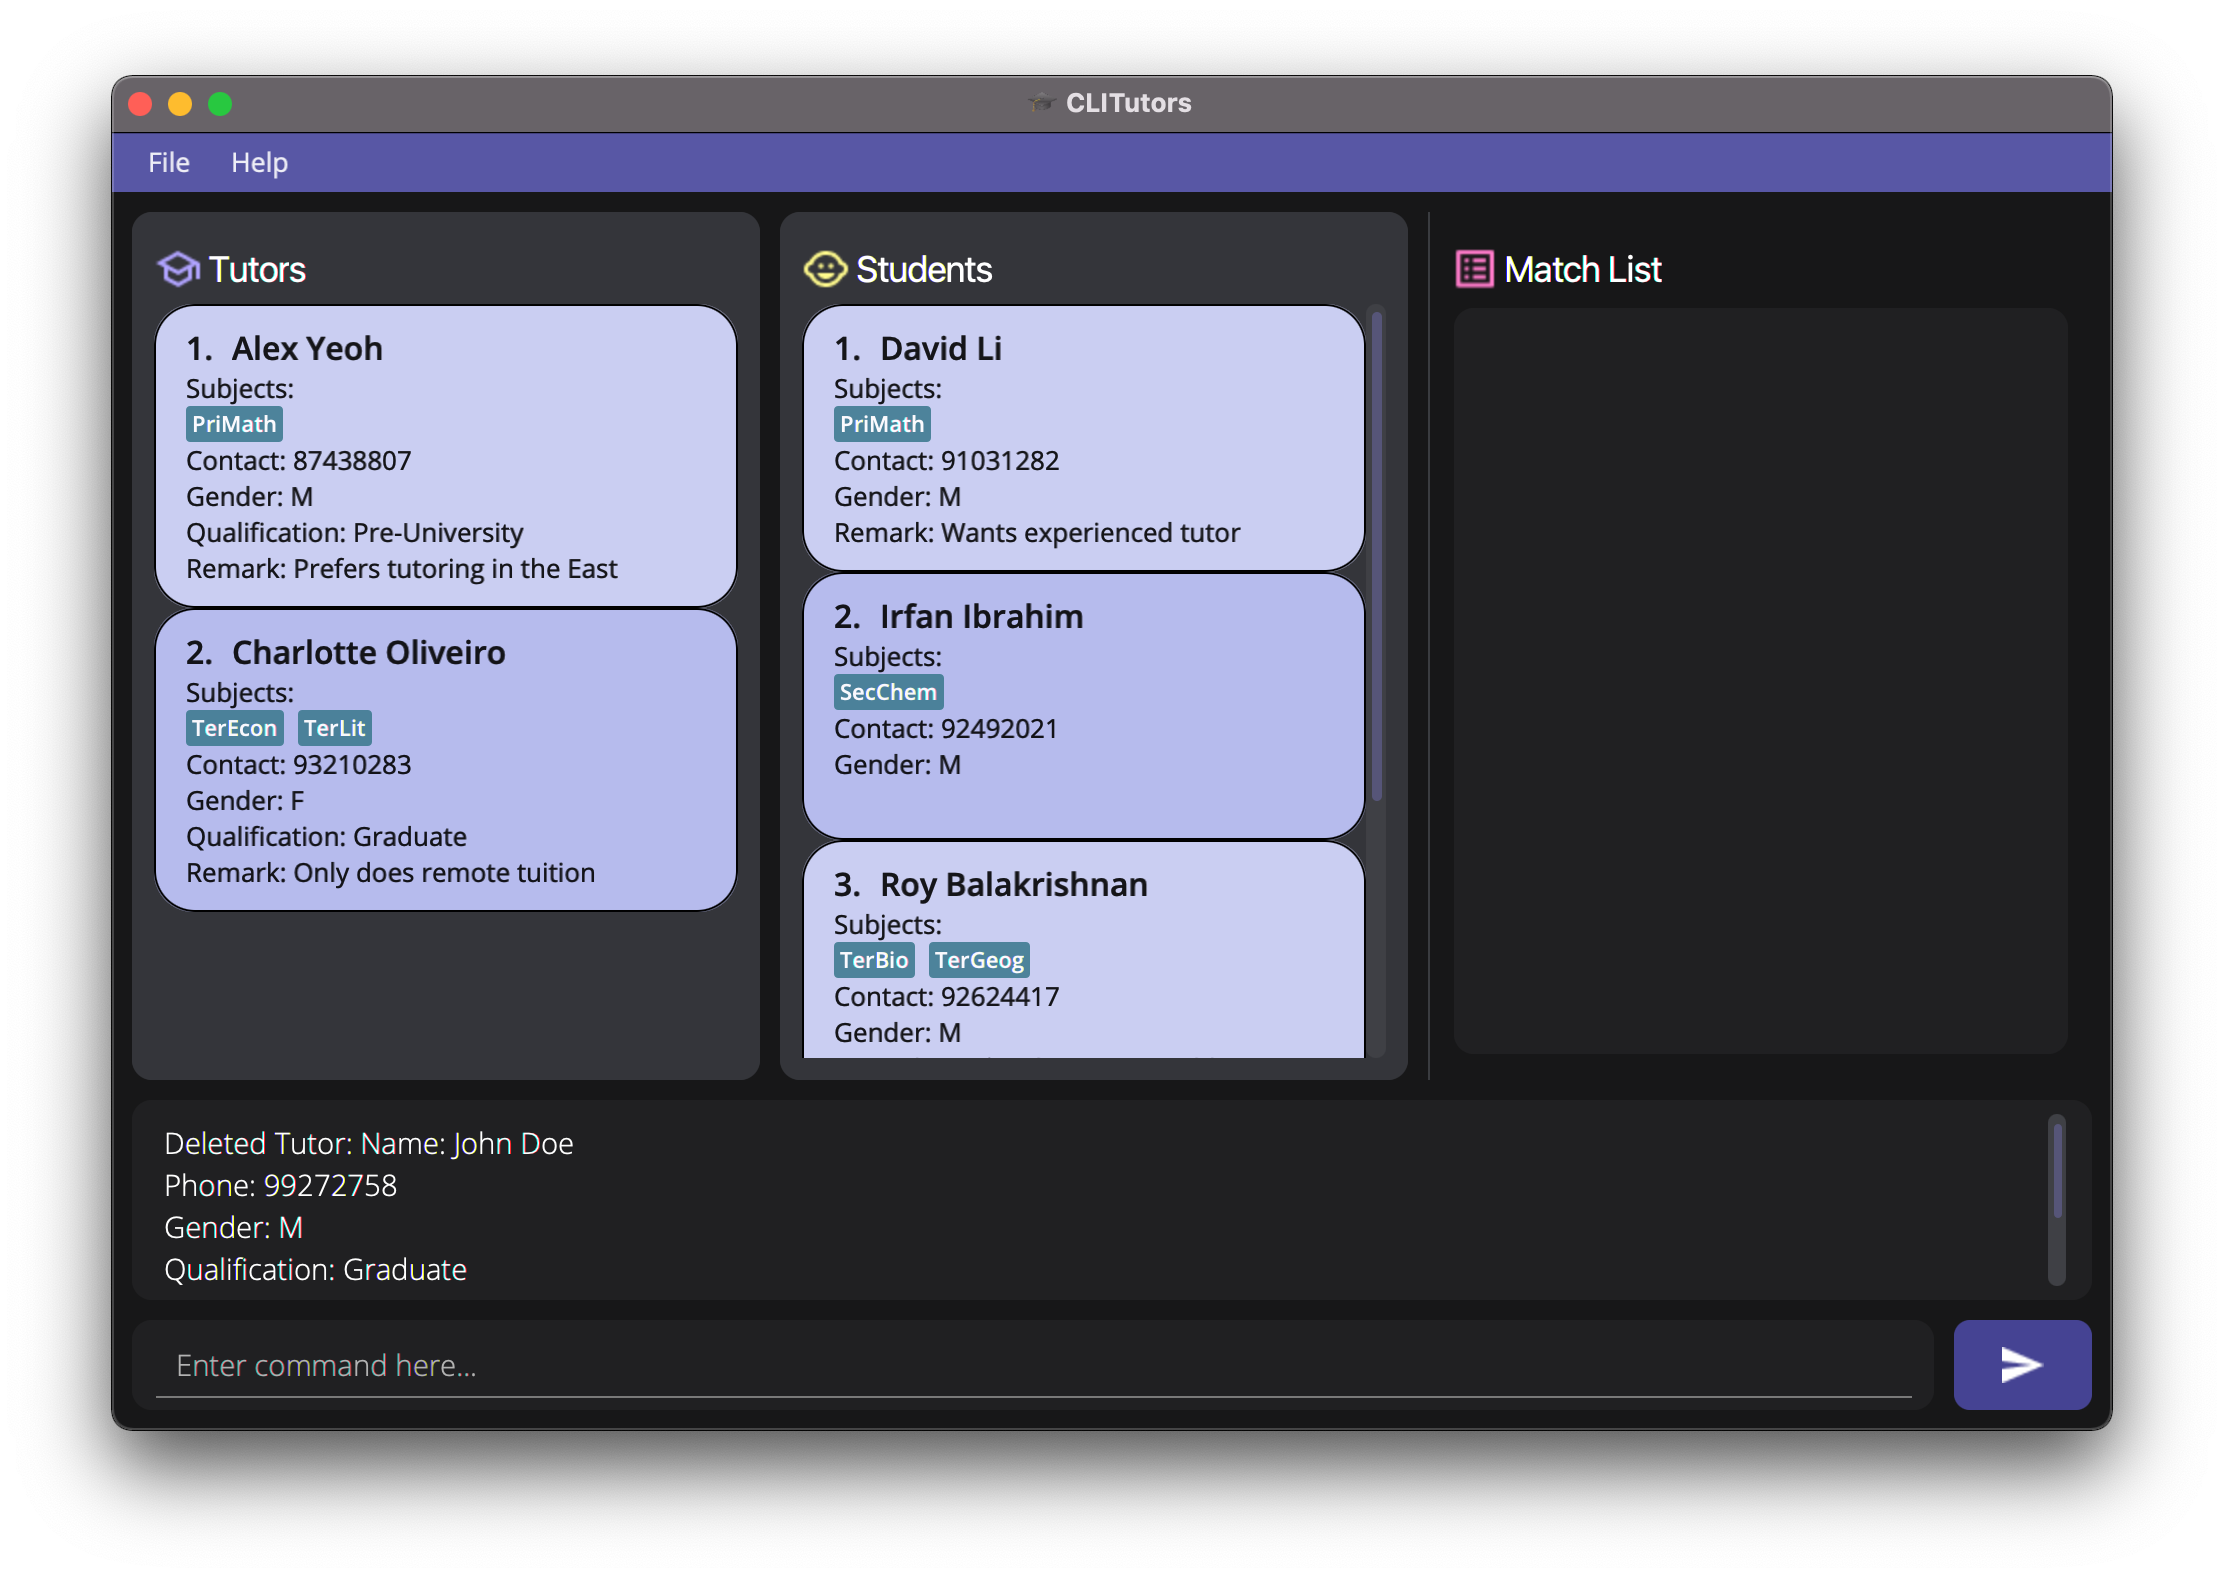 CLITutors
File Help
Tutors
1. Alex Yeoh
Subjects:
PriMath
Contact: 87438807
Gender: M
Qualification: Pre-University
Remark: Prefers tutoring in the East
2. Charlotte Oliveiro
Subjects:
TerEcon TerLit
Contact: 93210283
Gender: F
Qualification: Graduate
Remark: Only does remote tuition
Students
1. David Li
Subjects:
PriMath
Contact: 91031282
Gender: M
Remark: Wants experienced tutor
2. Irfan Ibrahim
Subjects:
SecChem
Contact: 92492021
Gender: M
3. Roy Balakrishnan
Subjects:
TerBio TerGeog
Contact: 92624417
Gender: M
Match List
Deleted Tutor: Name: John Doe
Phone: 99272758
Gender: M
Qualification: Graduate
Enter command here...